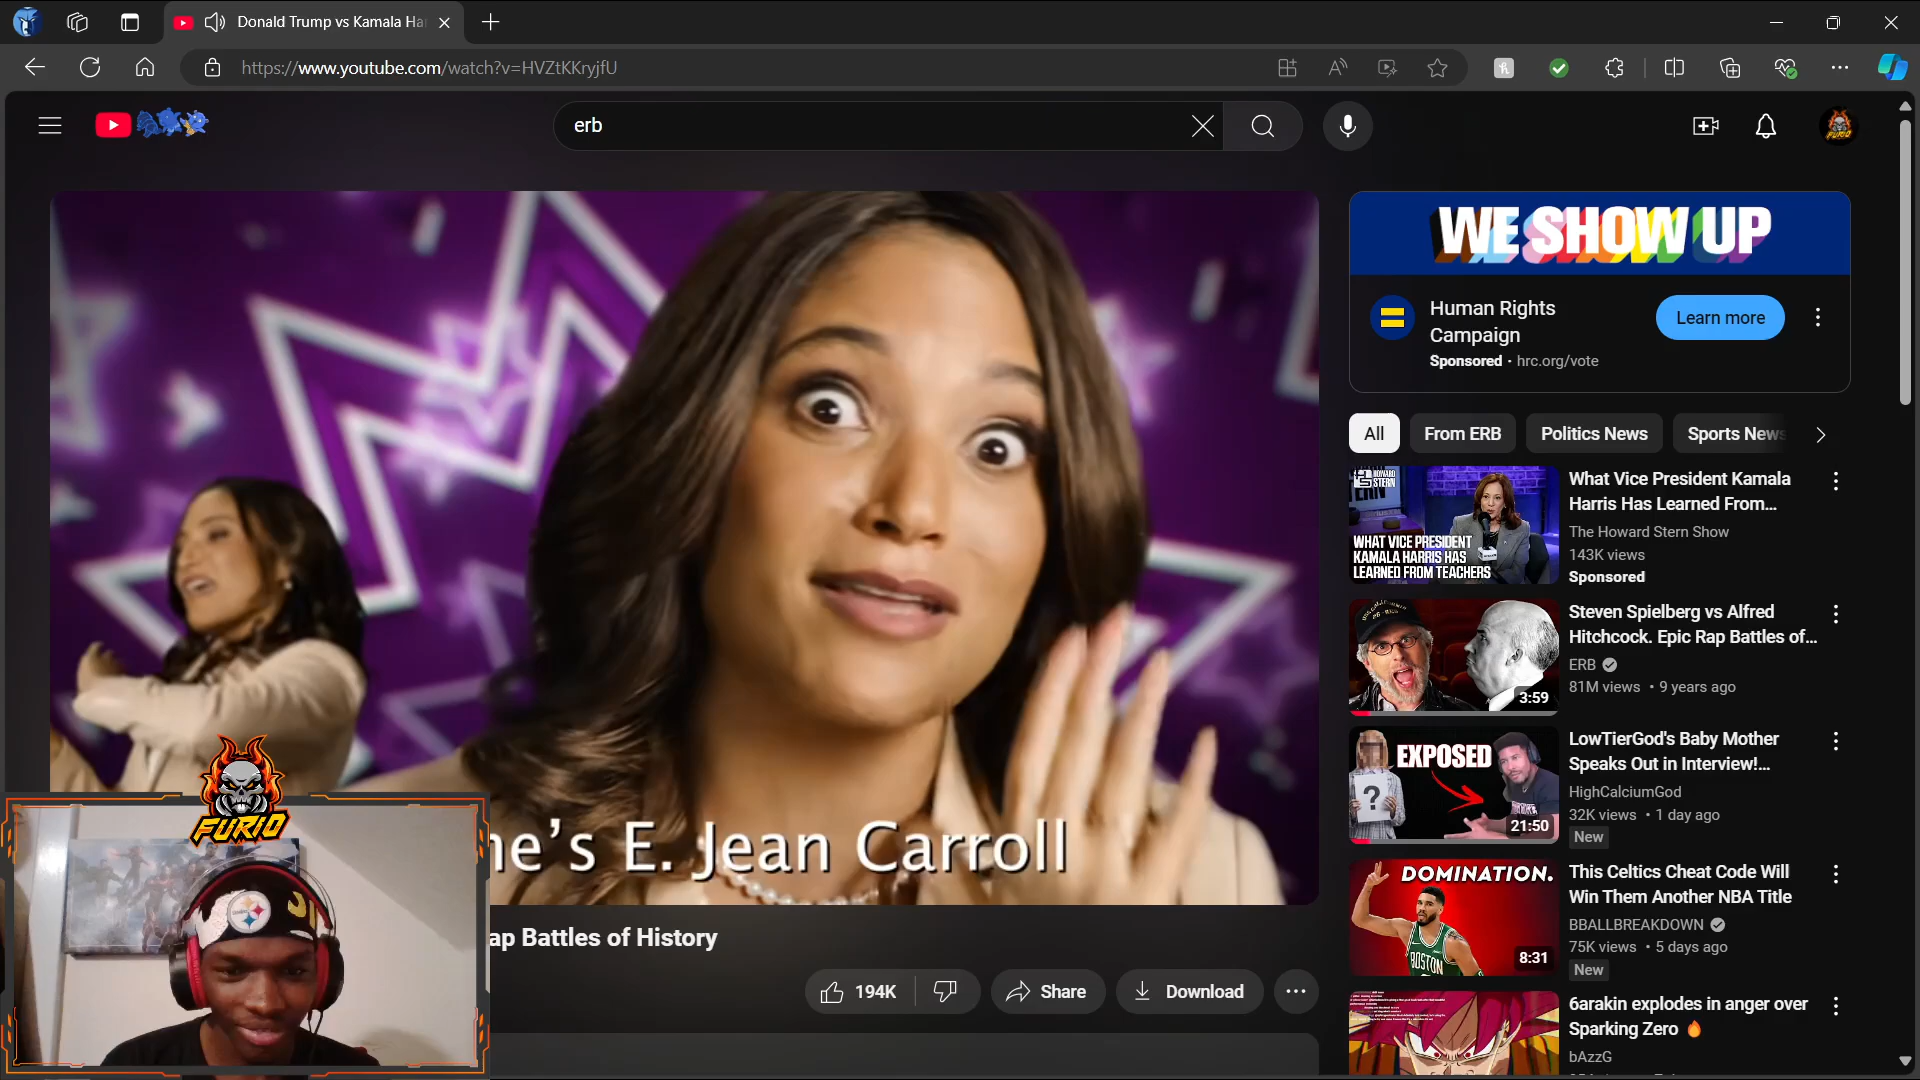 Donald Trump vs Kamala Ha
https://www.youtube.com/watch?v=HVZtKKryjfU
erb
he's E. Jean Carroll
FURIO
ap Battles of History
194K
Share
Download
WE SHOW UP
Human Rights
Campaign
Sponsored · hrc.org/vote
Learn more
All
From ERB
Politics News
Sports News
HOWARD
STERN
WHAT VICE PRESIDENT
KAMALA HARRIS HAS
LEARNED FROM TEACHERS
What Vice President Kamala
Harris Has Learned From...
The Howard Stern Show
143K views
Sponsored
3:59
Steven Spielberg vs Alfred
Hitchcock. Epic Rap Battles of...
ERB
81M views · 9 years ago
EXPOSED
?
21:50
LowTierGod's Baby Mother
Speaks Out in Interview!...
HighCalciumGod
32K views · 1 day ago
New
DOMINATION.
BOSTON
8:31
This Celtics Cheat Code Will
Win Them Another NBA Title
BBALLBREAKDOWN
75K views · 5 days ago
New
6arakin explodes in anger over
Sparking Zero 🔥
bAzzG